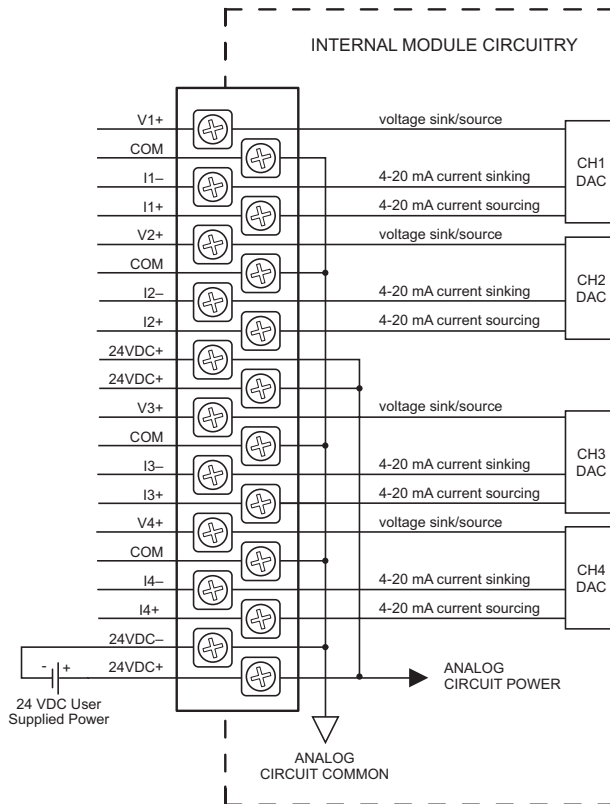 INTERNAL MODULE CIRCUITRY
V1+ voltage sink/source
COM
I1– 4-20 mA current sinking
I1+ 4-20 mA current sourcing
CH1
DAC
V2+ voltage sink/source
COM
I2– 4-20 mA current sinking
I2+ 4-20 mA current sourcing
CH2
DAC
24VDC+
24VDC+
V3+ voltage sink/source
COM
I3– 4-20 mA current sinking
I3+ 4-20 mA current sourcing
CH3
DAC
V4+ voltage sink/source
COM
I4– 4-20 mA current sinking
I4+ 4-20 mA current sourcing
CH4
DAC
24VDC–
24VDC+
- +
24 VDC User
Supplied Power
ANALOG
CIRCUIT POWER
ANALOG
CIRCUIT COMMON